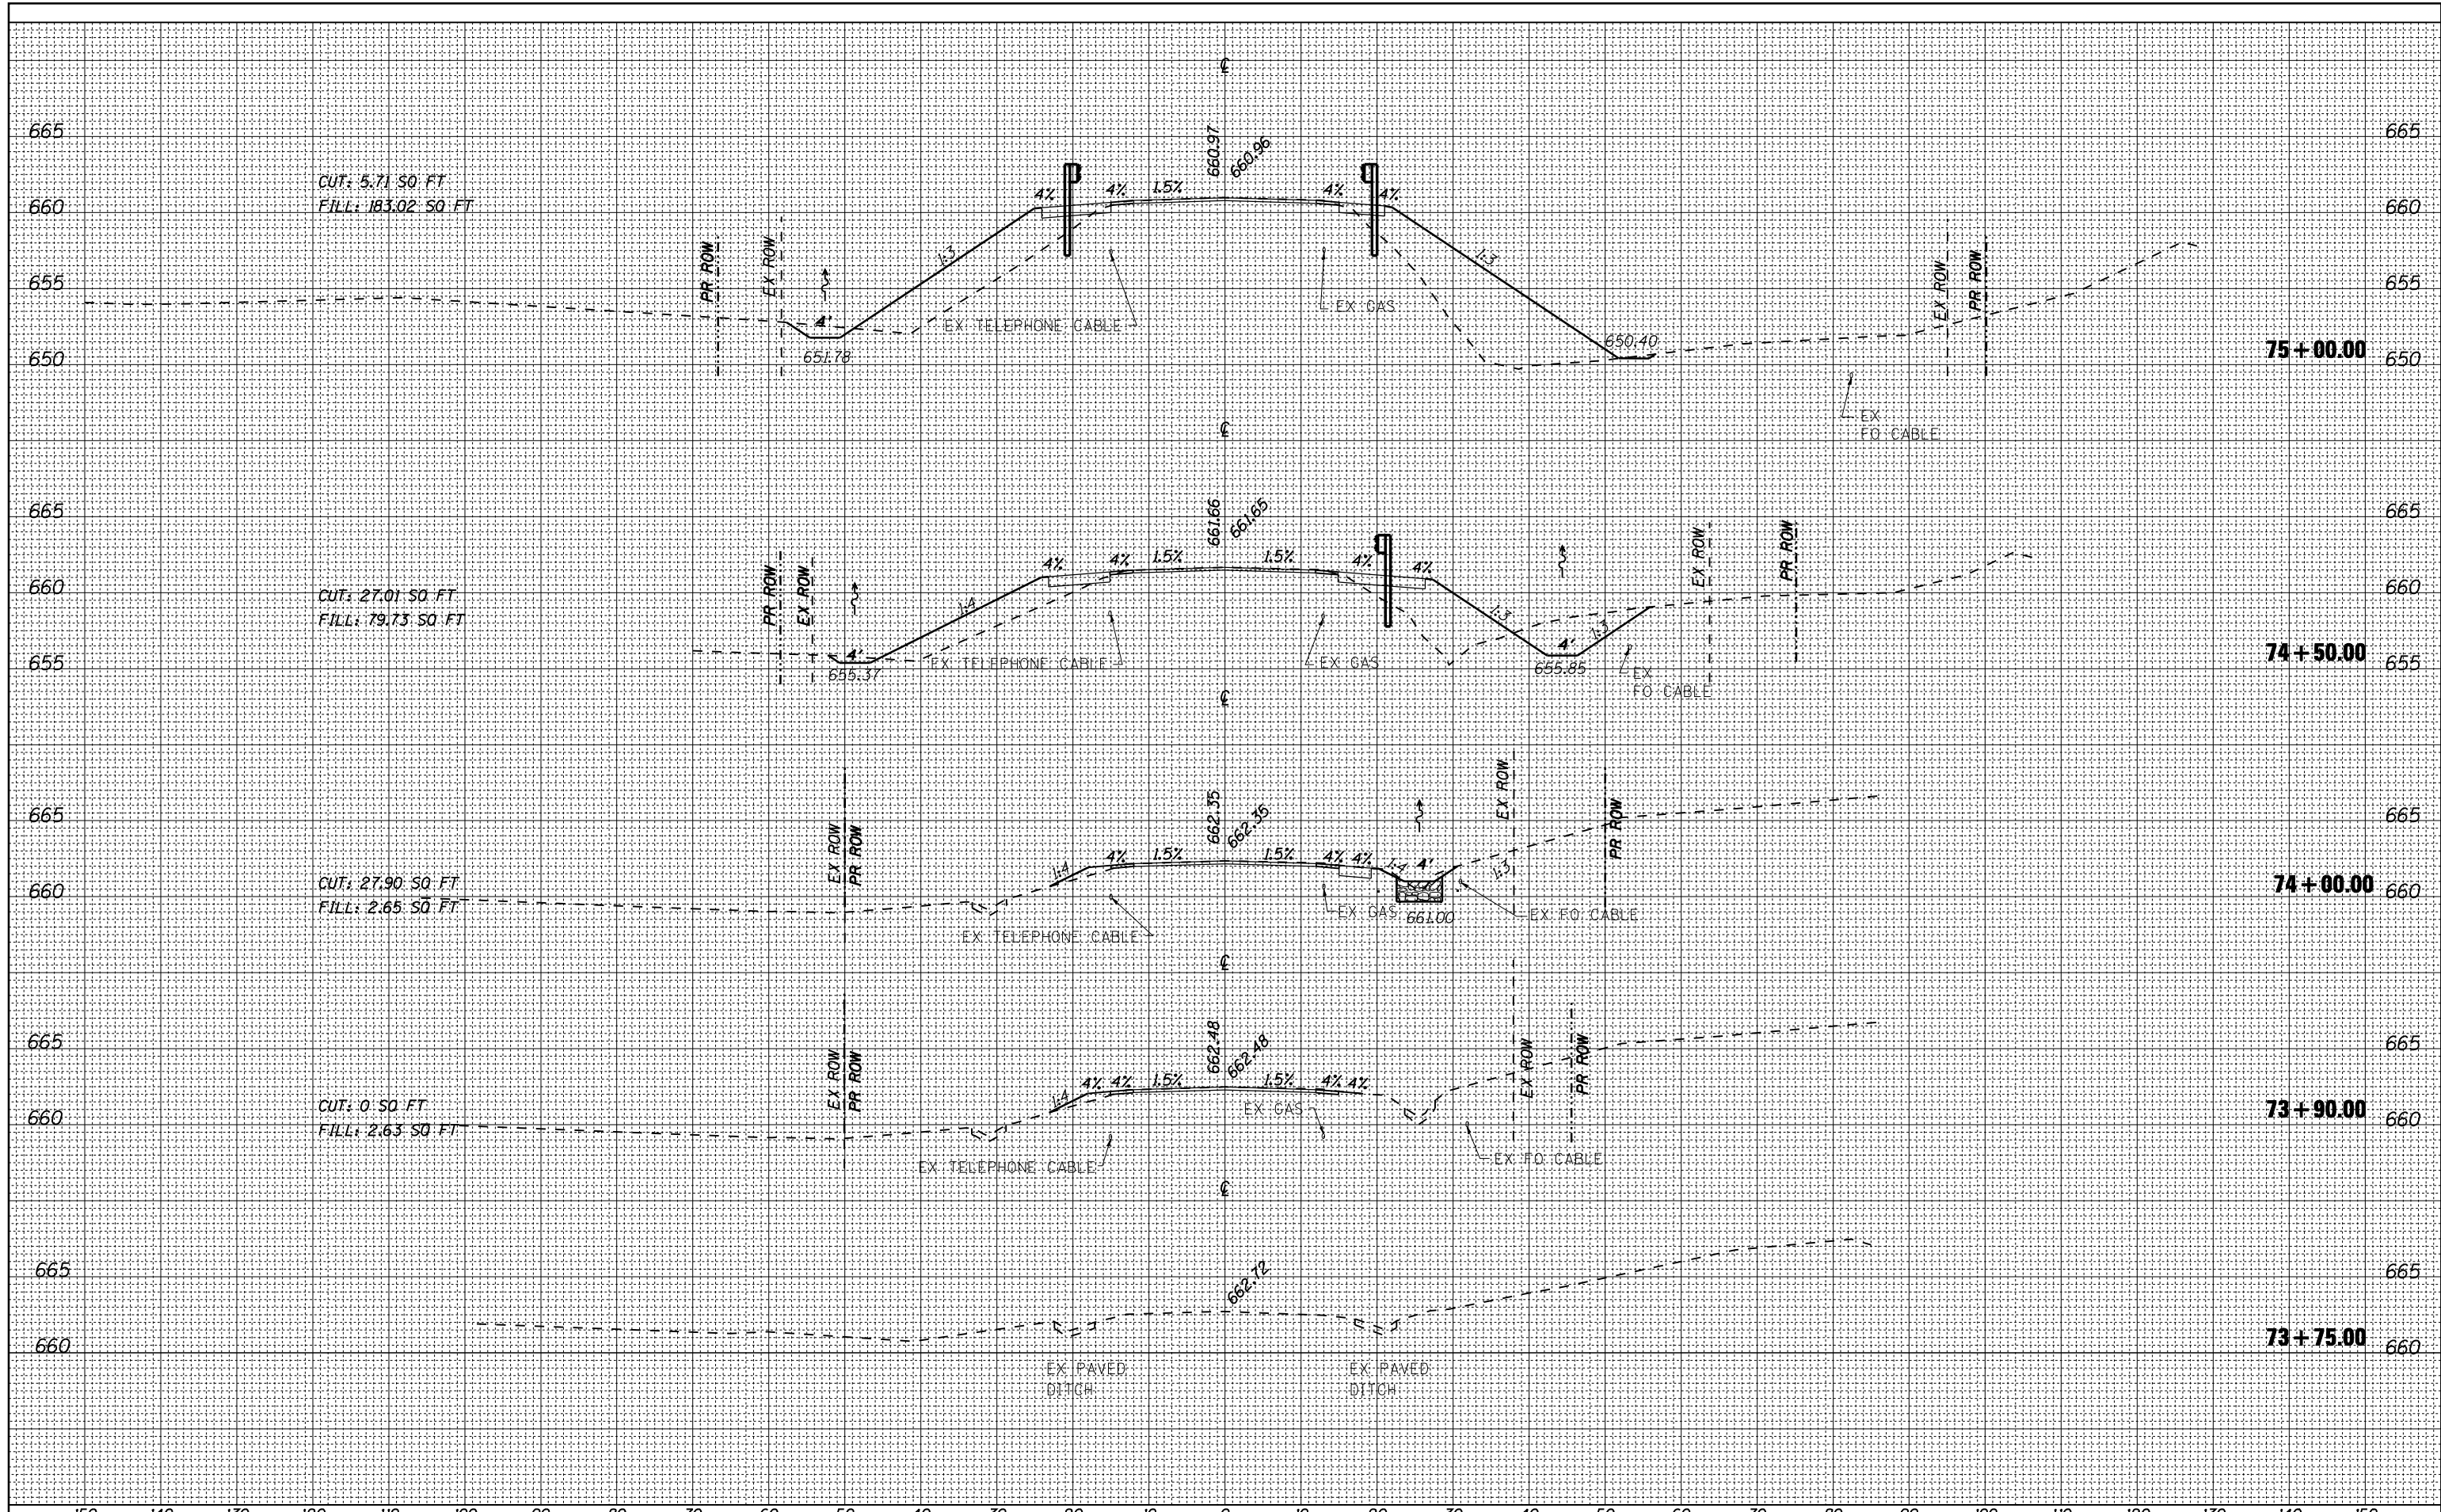 ℄
665
660.97
660.96
665
CUT: 5.71 SQ FT
FILL: 183.02 SQ FT
4%
4%
1.5%
4%
4%
660
660
PR ROW
EX ROW
1:3
1:3
EX ROW
PR ROW
655
655
4'
EX TELEPHONE CABLE
EX GAS
651.78
650.40
650
75+00.00
650
EX
FO CABLE
℄
665
661.66
661.65
665
4%
4%
1.5%
1.5%
4%
4%
EX ROW
PR ROW
660
660
CUT: 27.01 SQ FT
FILL: 79.73 SQ FT
PR ROW
EX ROW
1:4
1:3
1:3
4'
4'
655.37
EX TELEPHONE CABLE
EX GAS
655.85
EX
FO CABLE
655
74+50.00
655
℄
665
662.35
662.35
EX ROW
PR ROW
665
EX ROW
PR ROW
1:4
4%
1.5%
1.5%
4%
4%
1:4
4'
1:3
CUT: 27.90 SQ FT
FILL: 2.65 SQ FT
660
74+00.00
660
EX TELEPHONE CABLE
EX GAS
661.00
EX FO CABLE
℄
665
662.48
662.48
665
EX ROW
PR ROW
EX ROW
PR ROW
1:4
4%
4%
1.5%
1.5%
4%
4%
CUT: 0 SQ FT
FILL: 2.63 SQ FT
660
73+90.00
660
EX GAS
EX TELEPHONE CABLE
EX FO CABLE
℄
665
662.72
665
660
73+75.00
660
EX PAVED
DITCH
EX PAVED
DITCH